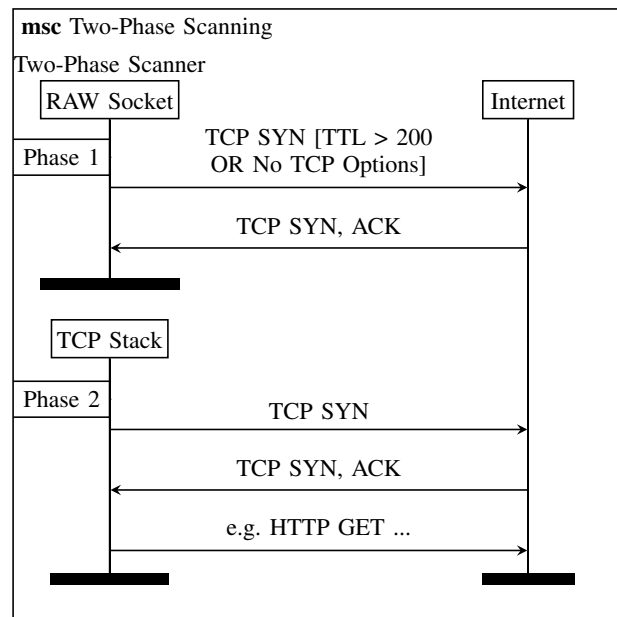 msc Two-Phase Scanning
Two-Phase Scanner
RAW Socket
Internet
Phase 1
TCP SYN [TTL > 200
OR No TCP Options]
TCP SYN, ACK
TCP Stack
Phase 2
TCP SYN
TCP SYN, ACK
e.g. HTTP GET ...